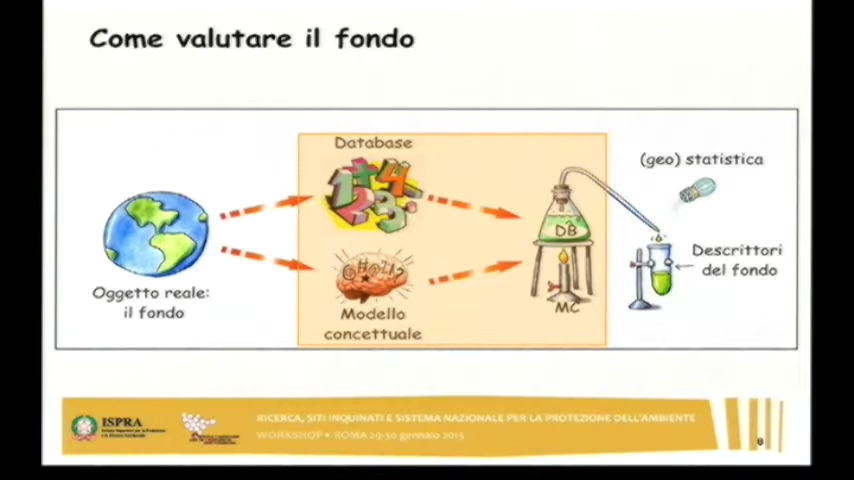 Come valutare il fondo
Database
(geo) statistica
DB
Descrittori
del fondo
Oggetto reale:
il fondo
Modello
concettuale
MC
ISPRA
RICERCA, SITI INQUINATI E SISTEMA NAZIONALE PER LA PROTEZIONE DELL'AMBIENTE
WORKSHOP • ROMA 29-30 gennaio 2015
8